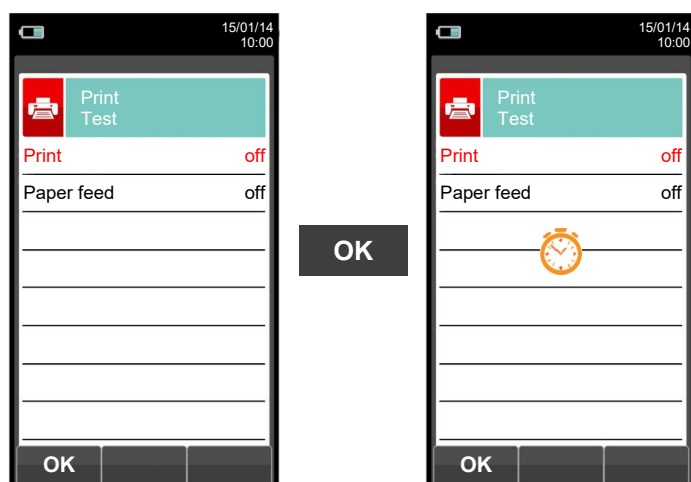 15/01/14
10:00
Print
Test
Print off
Paper feed off
OK
OK
15/01/14
10:00
Print
Test
Print off
Paper feed off
OK